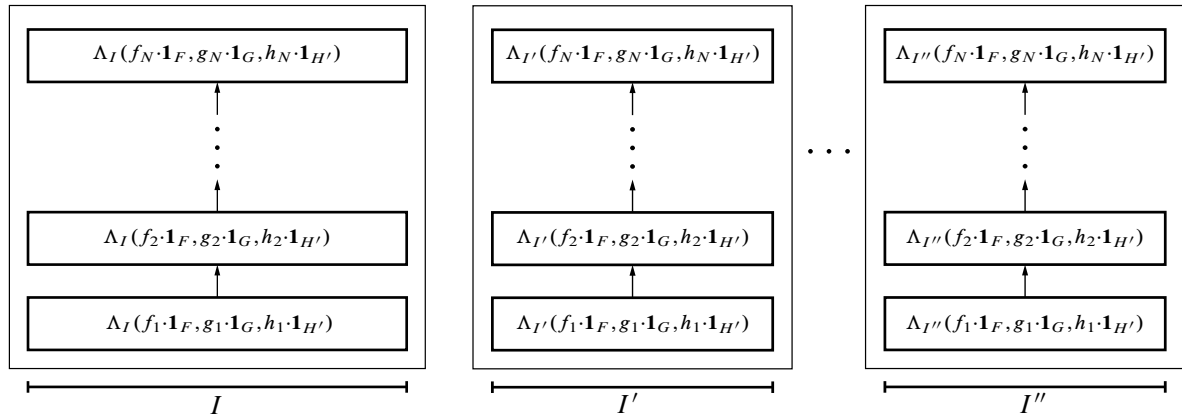 Λ_I(f_N·𝟏_F, g_N·𝟏_G, h_N·𝟏_{H′})
Λ_{I′}(f_N·𝟏_F, g_N·𝟏_G, h_N·𝟏_{H′})
Λ_{I″}(f_N·𝟏_F, g_N·𝟏_G, h_N·𝟏_{H′})
· · ·
Λ_I(f_2·𝟏_F, g_2·𝟏_G, h_2·𝟏_{H′})
Λ_{I′}(f_2·𝟏_F, g_2·𝟏_G, h_2·𝟏_{H′})
Λ_{I″}(f_2·𝟏_F, g_2·𝟏_G, h_2·𝟏_{H′})
Λ_I(f_1·𝟏_F, g_1·𝟏_G, h_1·𝟏_{H′})
Λ_{I′}(f_1·𝟏_F, g_1·𝟏_G, h_1·𝟏_{H′})
Λ_{I″}(f_1·𝟏_F, g_1·𝟏_G, h_1·𝟏_{H′})
I
I′
I″